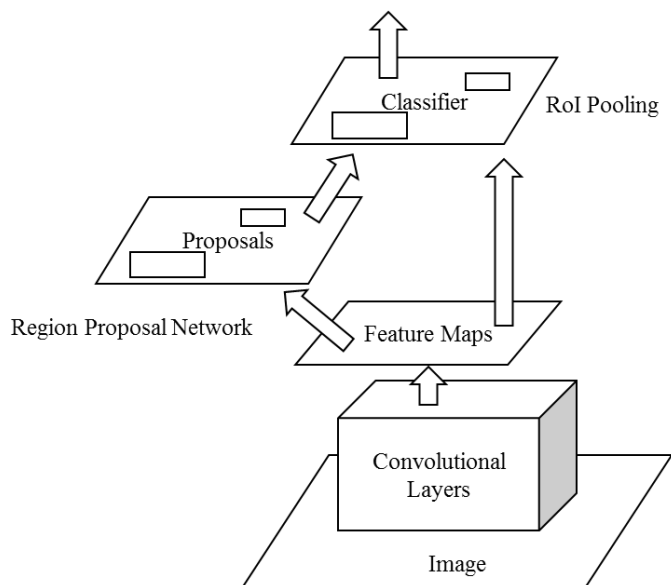 Classifier
RoI Pooling
Proposals
Region Proposal Network
Feature Maps
Convolutional
Layers
Image